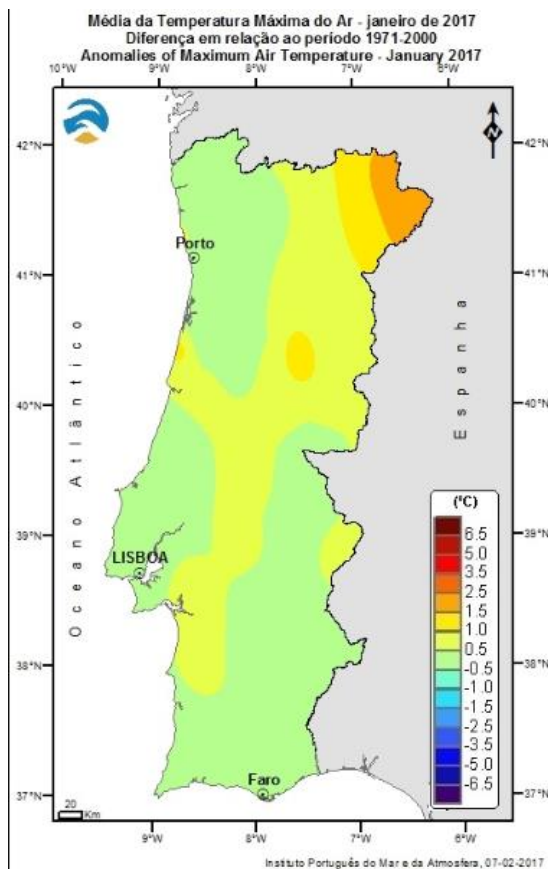 Média da Temperatura Máxima do Ar - janeiro de 2017
Diferença em relação ao período 1971-2000
Anomalies of Maximum Air Temperature - January 2017
10°W 9°W 8°W 7°W 6°W
42°N 42°N
Porto
41°N 41°N
40°N 40°N
Oceano Atlântico
Espanha
39°N 39°N
LISBOA
38°N 38°N
Faro
37°N 37°N
N
(°C)
6.5
5.0
3.5
2.5
1.5
1.0
0.5
-0.5
-1.0
-1.5
-2.5
-3.5
-5.0
-6.5
20
Km
9°W 8°W 7°W 6°W
Instituto Português do Mar e da Atmosfera, 07-02-2017